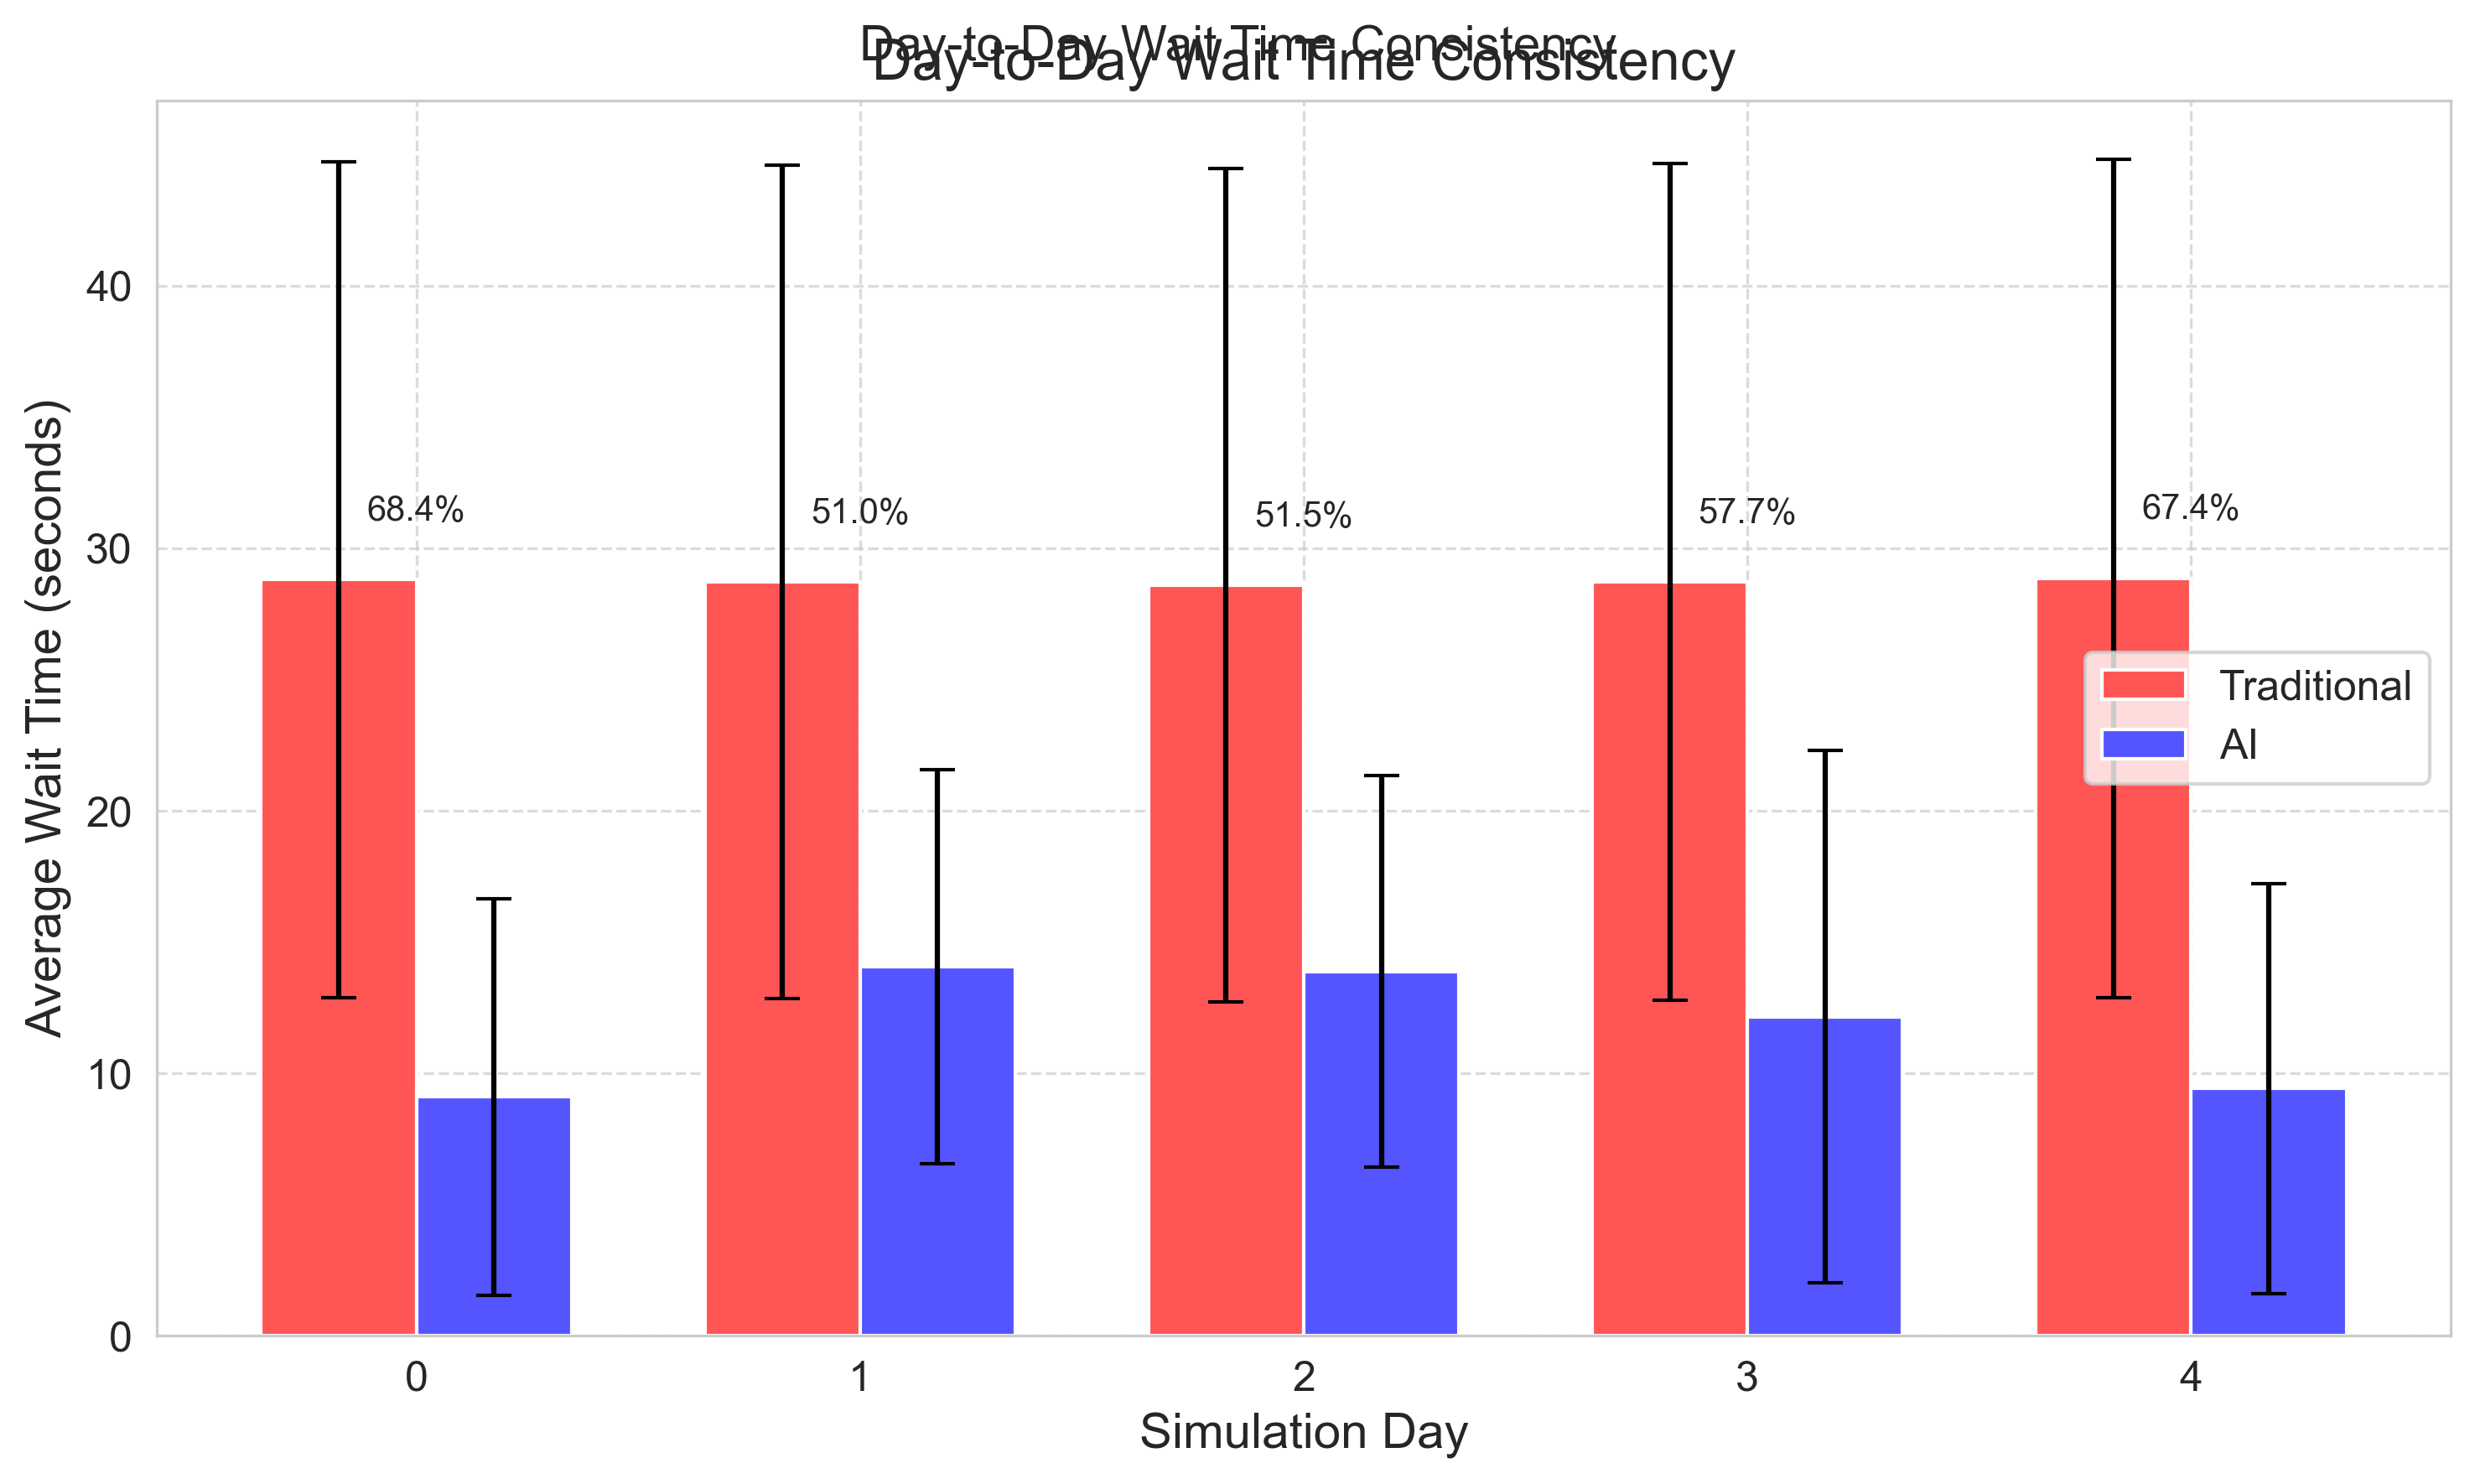 Day-to-Day Wait Time Consistency
Day-to-Day Wait Time Consistency
Average Wait Time (seconds)
40
30
20
10
0
68.4%
51.0%
51.5%
57.7%
67.4%
Traditional
AI
0
1
2
3
4
Simulation Day